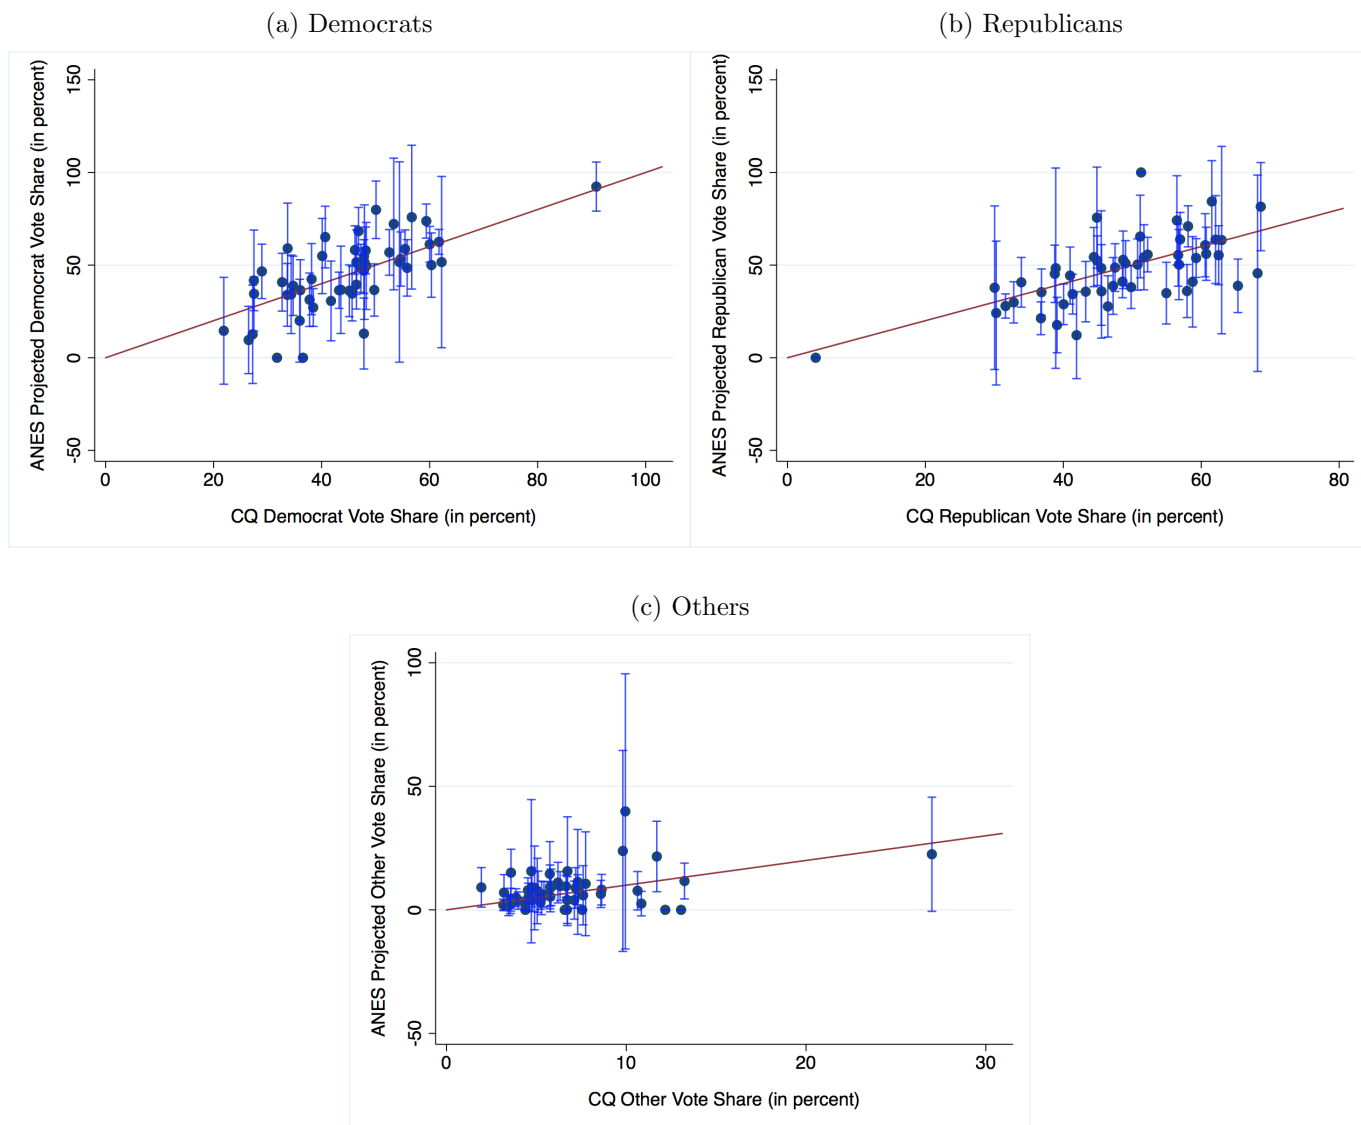 (a) Democrats
ANES Projected Democrat Vote Share (in percent)
150
100
50
0
-50
0 20 40 60 80 100
CQ Democrat Vote Share (in percent)
(b) Republicans
ANES Projected Republican Vote Share (in percent)
150
100
50
0
-50
0 20 40 60 80
CQ Republican Vote Share (in percent)
(c) Others
ANES Projected Other Vote Share (in percent)
100
50
0
-50
0 10 20 30
CQ Other Vote Share (in percent)